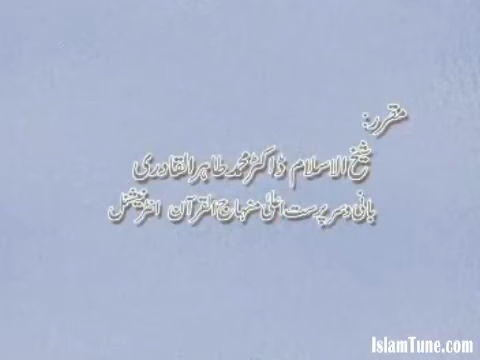 مقرر:
شیخ الاسلام ڈاکٹر محمد طاہر القادری
بانی و سرپرست اعلیٰ منہاج القرآن انٹرنیشنل
IslamTune.com